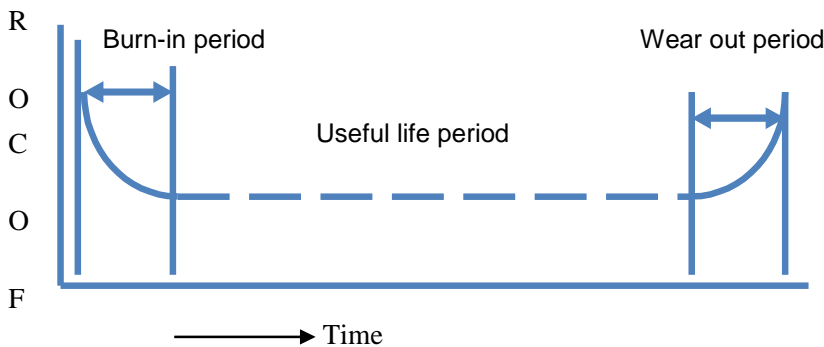 R
O
C
O
F
Burn-in period
Wear out period
Useful life period
Time